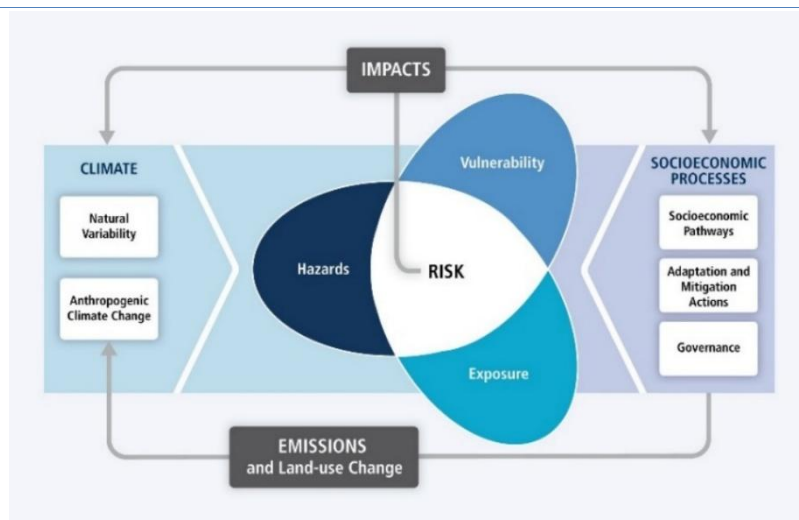 IMPACTS
CLIMATE
Natural
Variability
Anthropogenic
Climate Change
Vulnerability
Hazards
RISK
Exposure
SOCIOECONOMIC
PROCESSES
Socioeconomic
Pathways
Adaptation and
Mitigation
Actions
Governance
EMISSIONS
and Land-use Change